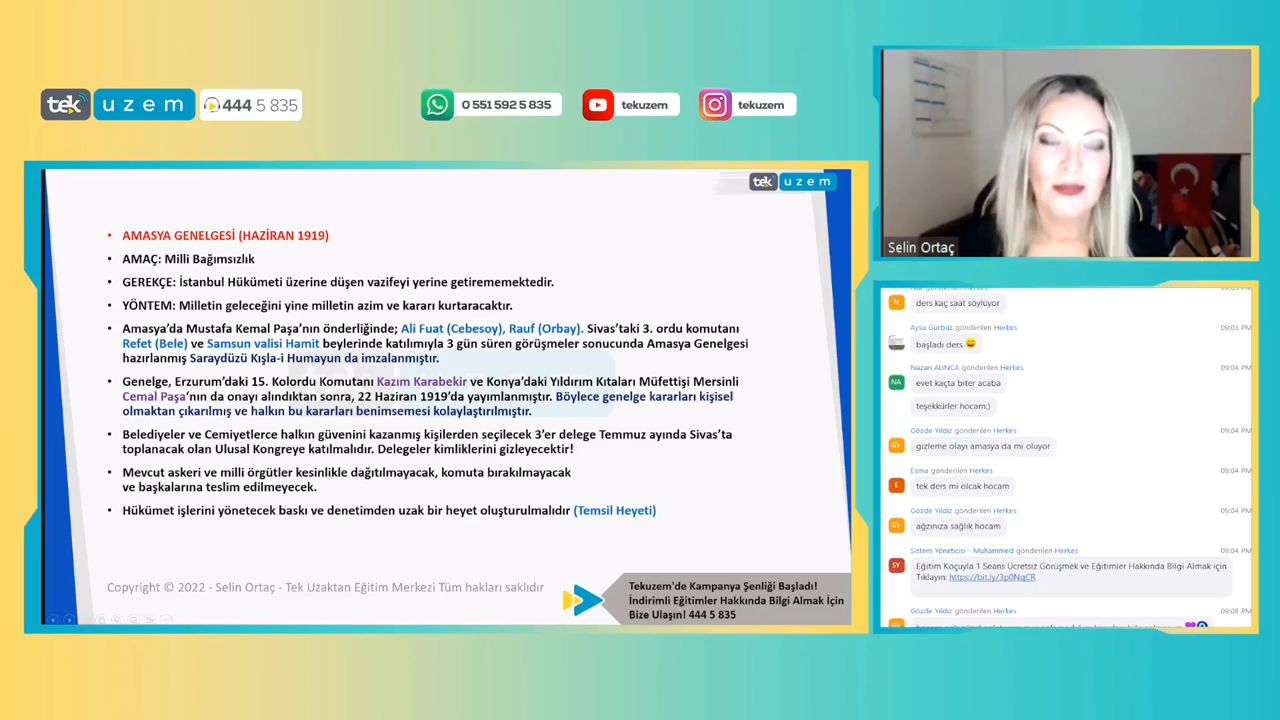 tek uzem 444 5 835
0 551 592 5 835
tekuzem
tekuzem
tek uzem
• AMASYA GENELGESİ (HAZİRAN 1919)
• AMAÇ: Milli Bağımsızlık
• GEREKÇE: İstanbul Hükümeti üzerine düşen vazifeyi yerine getirememektedir.
• YÖNTEM: Milletin geleceğini yine milletin azim ve kararı kurtaracaktır.
• Amasya'da Mustafa Kemal Paşa'nın önderliğinde; Ali Fuat (Cebesoy), Rauf (Orbay). Sivas'taki 3. ordu komutanı
Refet (Bele) ve Samsun valisi Hamit beylerinde katılımıyla 3 gün süren görüşmeler sonucunda Amasya Genelgesi
hazırlanmış Saraydüzü Kışla-i Humayun da imzalanmıştır.
• Genelge, Erzurum'daki 15. Kolordu Komutanı Kazım Karabekir ve Konya'daki Yıldırım Kıtaları Müfettişi Mersinli
Cemal Paşa'nın da onayı alındıktan sonra, 22 Haziran 1919'da yayımlanmıştır. Böylece genelge kararları kişisel
olmaktan çıkarılmış ve halkın bu kararları benimsemesi kolaylaştırılmıştır.
• Belediyeler ve Cemiyetlerce halkın güvenini kazanmış kişilerden seçilecek 3'er delege Temmuz ayında Sivas'ta
toplanacak olan Ulusal Kongreye katılmalıdır. Delegeler kimliklerini gizleyecektir!
• Mevcut askeri ve milli örgütler kesinlikle dağıtılmayacak, komuta bırakılmayacak
ve başkalarına teslim edilmeyecek.
• Hükümet işlerini yönetecek baskı ve denetimden uzak bir heyet oluşturulmalıdır (Temsil Heyeti)
Copyright © 2022 - Selin Ortaç - Tek Uzaktan Eğitim Merkezi Tüm hakları saklıdır
Tekuzem'de Kampanya Şenliği Başladı!
İndirimli Eğitimler Hakkında Bilgi Almak İçin
Bize Ulaşın! 444 5 835
Selin Ortaç
N ders kaç saat söylüyor
Aysu Gürbüz gönderilen Herkes 09:03 PM
başladı ders
Nazan ALINCA gönderilen Herkes 09:04 PM
NA evet kaçta biter acaba
teşekkürler hocam:)
Gözde Yıldız gönderilen Herkes 09:04 PM
GY gizleme olayı amasya da mı oluyor
Esma gönderilen Herkes 09:04 PM
E tek ders mi olcak hocam
Gözde Yıldız gönderilen Herkes 09:04 PM
GY ağzınıza sağlık hocam
Sistem Yöneticisi - Muhammed gönderilen Herkes 09:04 PM
SY Eğitim Koçuyla 1 Seans Ücretsiz Görüşmek ve Eğitimler Hakkında Bilgi Almak için
Tıklayın: https://bit.ly/3p0NqCR
Gözde Yıldız gönderilen Herkes 09:08 PM
GY